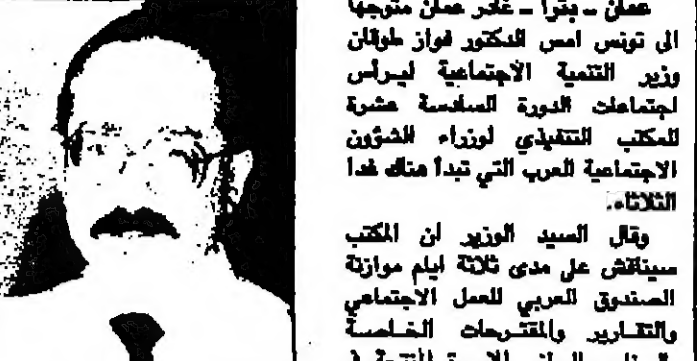 عمان ـ بترا ـ غادر عمان متوجها
الى تونس امس الدكتور فواز طوقان
وزير التنمية الاجتماعية ليرأس
اجتماعات الدورة السادسة عشرة
للمكتب التنفيذي لوزراء الشؤون
الاجتماعية العرب التي تبدأ هناك غدا
الثلاثاء.
وقال السيد الوزير ان المكتب
سيناقش على مدى ثلاثة ايام موازنة
الصندوق العربي للعمل الاجتماعي
والتقارير والمقترحات الخاصة